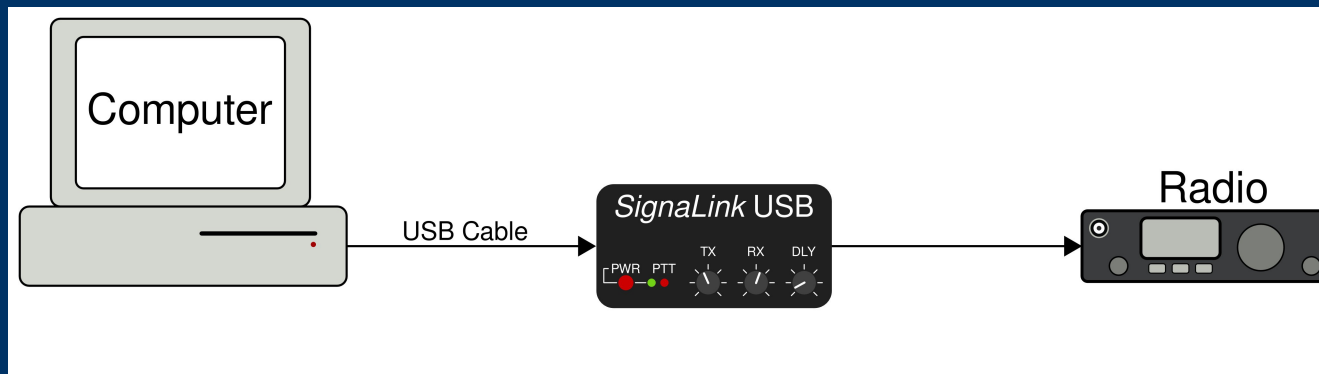 Computer
USB Cable
SignaLink USB
TX RX DLY
PWR PTT
Radio